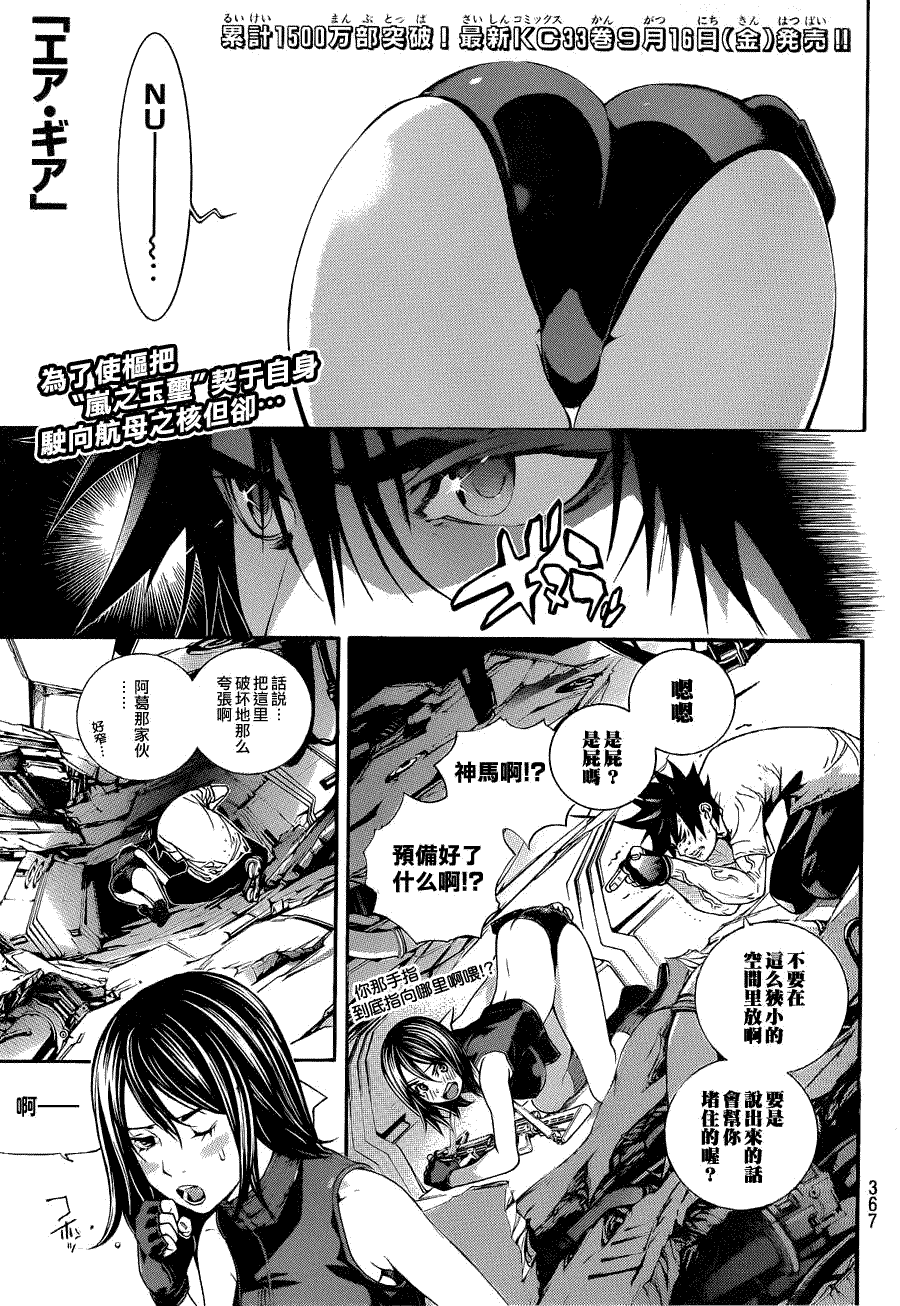 るいけい まんぶとっぱ さいしんコミックス かん がつ にちきん はつばい
累計1500万部突破！最新KC33巻9月16日(金)発売!!
「エア・ギア」
NU——…
為了使樞把
“嵐之玉璽”契于自身
駛向航母之核但卻…
嗯嗯
是屁？
是屁嗎
神馬啊!?
預備好了
什么啊!?
不要在
這么狹小的
空間里放啊
要是
說出來的話
會幫你
堵住的喔？
你那手指
到底指向哪里啊喂!?
話説…
把這里
破坏地那么
夸張啊
阿葛那家伙
……
好勞…
啊——
367